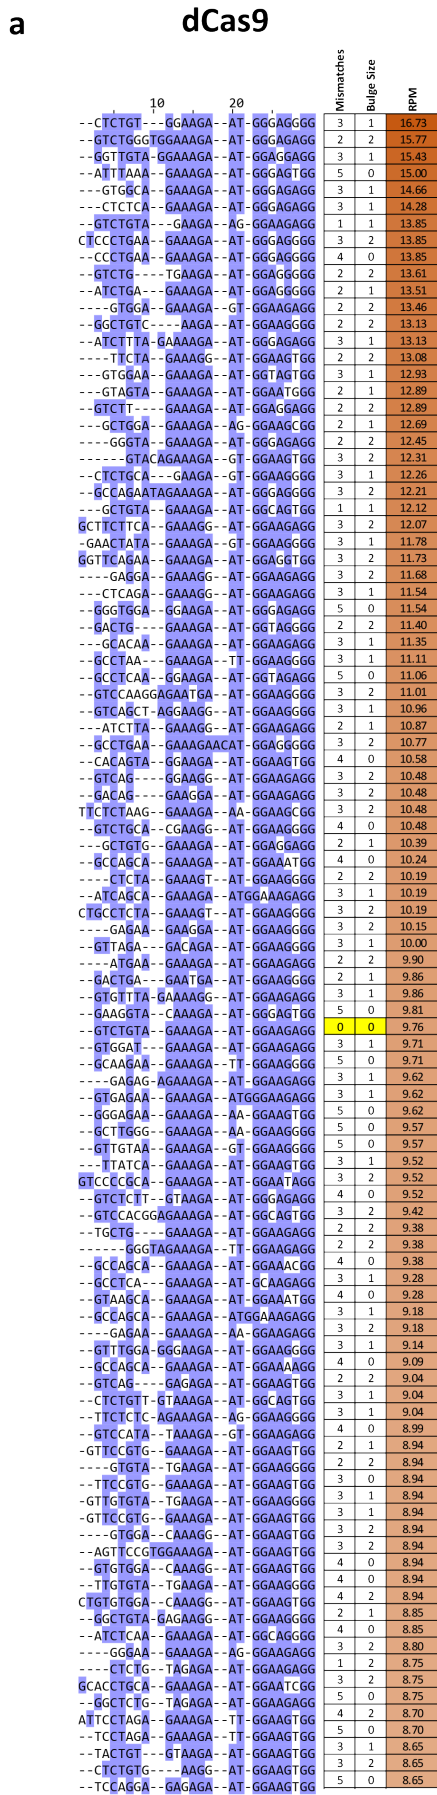 a
dCas9
Mismatches
Bulge Size
RPM
10 20
--CTCTGT---GGAAGA--AT-GGGAGGGG 3 1 16.73
--GTCTGGGTGGAAAGA--AT-GGGAGAGG 2 2 15.77
--GGTTGTA-GGAAAGA--AT-GGAGGAGG 3 1 15.43
--ATTTAAA--GAAAGA--AT-GGGAGTGG 5 0 15.00
---GTGGCA--GAAAGA--AT-GGGAGAGG 3 1 14.66
---CTCTCA--GAAAGA--AT-GGGAGAGG 3 1 14.28
--GTCTGTA---GAAGA--AG-GGAAGAGG 1 1 13.85
CTCCCTGAA--GAAAGA--AT-GGGAGGGG 3 2 13.85
--CCCTGAA--GAAAGA--AT-GGGAGGGG 4 0 13.85
--GTCTG----TGAAGA--AT-GGAGGGGG 2 2 13.61
--ATCTGA---GAAAGA--AT-GGAGGGGG 2 1 13.51
----GTGGA--GAAAGA--GT-GGAAGAGG 2 2 13.46
--GGCTGTC----AAGA--AT-GGAAGGGG 2 2 13.13
--ATCTTTA-GAAAAGA--AT-GGGAGAGG 3 1 13.13
----TTCTA--GAAAGG--AT-GGAAGTGG 2 2 13.08
---GTGGAA--GAAAGA--AT-GGTAGTGG 3 1 12.93
---GTAGTA--GAAAGA--AT-GGAATGGG 2 1 12.89
--GTCTT----GAAAGA--AT-GGAGGAGG 2 2 12.89
---GCTGGA--GAAAGA--AG-GGAAGCGG 2 1 12.69
----GGGTA--GAAAGA--AT-GGGAGAGG 2 2 12.45
------GTACAGAAAGA--GT-GGAAGTGG 3 2 12.31
--CTCTGCA---GAAGA--GT-GGAAGGGG 3 1 12.26
--GCCAGAATAGAAAGA--AT-GGGAGGGG 3 2 12.21
---GCTGTA--GAAAGA--AT-GGCAGTGG 1 1 12.12
GCTTCTTCA--GAAAGG--AT-GGAAGAGG 3 2 12.07
-GAACTATA--GAAAGA--GT-GGAAGGGG 3 1 11.78
GGTTCAGAA--GAAAGA--AT-GGAGGTGG 3 2 11.73
----GAGGA--GAAAGG--AT-GGAAGAGG 3 2 11.68
---CTCAGA--GAAAGG--AT-GGAAGAGG 3 1 11.54
--GGGTGGA--GGAAGA--AT-GGGAGAGG 5 0 11.54
--GACTG----GAAAGA--AT-GGTAGGGG 2 2 11.40
---GCACAA--GAAAGA--AT-GGAAGAGG 3 1 11.35
--GCCTAA---GAAAGA--TT-GGAAGGGG 3 1 11.11
--GCCTCAA--GGAAGA--AT-GGTAGAGG 5 0 11.06
--GTCCAAGGAGAATGA--AT-GGAAGGGG 3 2 11.01
--GTCAGCT-AGGAAGG--AT-GGAAGGGG 3 1 10.96
---ATCTTA--GAAAGG--AT-GGAAGAGG 2 1 10.87
--GCCTGAA--GAAAGAACAT-GGAGGGGG 3 2 10.77
--CACAGTA--GGAAGA--AT-GGAAGTGG 4 0 10.58
--GTCAG----GGAAGG--AT-GGAAGAGG 3 2 10.48
--GACAG----GAAGGA--AT-GGAAGAGG 3 2 10.48
TTCTCTAAG--GAAAGA--AA-GGAAGCGG 3 2 10.48
--GTCTGCA--CGAAGG--AT-GGAAGGGG 4 0 10.48
---GCTGTG--GAAAGA--AT-GGAGGAGG 2 1 10.39
--GCCAGCA--GAAAGA--AT-GGAAATGG 4 0 10.24
----CTCTA--GAAAGT--AT-GGAAGAGG 2 2 10.19
--ATCAGCA--GAAAGA--ATGGAAAGAGG 3 1 10.19
CTGCCTCTA--GAAAGT--AT-GGAAGGGG 3 2 10.19
----GAGAA--GAAGGA--AT-GGAAGGGG 3 2 10.15
--GTTAGA---GACAGA--AT-GGAAGGGG 3 1 10.00
----ATGAA--GAAAGA--AT-GGAAGAGG 2 2 9.90
--GACTGA---GAATGA--AT-GGAAGGGG 2 1 9.86
--GTGTTTA-GAAAAGG--AT-GGAAGAGG 3 1 9.86
--GAAGGTA--CAAAGA--AT-GGGAGTGG 5 0 9.81
--GTCTGTA--GAAAGA--AT-GGAAGAGG 0 0 9.76
--GTGGAT---GAAAGA--AT-GGAAGAGG 3 1 9.71
--GCAAGAA--GAAAGA--TT-GGAAGGGG 5 0 9.71
----GAGAG-AGAAAGA--AT-GGAAGAGG 3 1 9.62
--GTGAGAA--GAAAGA--ATGGGAAGAGG 3 1 9.62
--GGGAGAA--GAAAGA--AA-GGAAGTGG 5 0 9.62
--GCTTGGG--GAAAGA--AA-GGAAGGGG 5 0 9.57
--GTTGTAA--GAAAGA--GT-GGAAGGGG 5 0 9.57
---TTATCA--GAAAGA--AT-GGAAGTGG 3 1 9.52
GTCCCCGCA--GAAAGA--AT-GGAATAGG 3 2 9.52
--GTCTCTT--GTAAGA--AT-GGGAGAGG 4 0 9.52
--GTCCACGGAGAAAGA--AT-GGCAGTGG 3 2 9.42
--TGCTG----GAAAGA--AT-GGAAGAGG 2 2 9.38
------GGGTAGAAAGA--TT-GGAAGAGG 2 2 9.38
--GCCAGCA--GAAAGA--AT-GGAAACGG 4 0 9.38
--GCCTCA---GAAAGA--AT-GCAAGAGG 3 1 9.28
--GTAAGCA--GAAAGA--AT-GGAAATGG 4 0 9.28
--GCCAGCA--GAAAGA--ATGGAAAGAGG 3 1 9.18
----GAGAA--GAAAGA--AA-GGAAGAGG 3 2 9.18
--GTTTGGA-GGGAAGA--AT-GGAAGGGG 3 1 9.14
--GCCAGCA--GAAAGA--AT-GGAAAAGG 4 0 9.09
--GTCAG----GAGAGA--AT-GGAAGTGG 2 2 9.04
--CTCTGTT-GTAAAGA--AT-GGCAGTGG 3 1 9.04
--TTCTCTC-AGAAAGA--AG-GGAAGGGG 3 1 9.04
--GTCCATA--TAAAGA--GT-GGAAGAGG 4 0 8.99
-GTTCCGTG--GAAAGA--AT-GGAAGTGG 2 1 8.94
----GTGTA--TGAAGA--AT-GGAAGGGG 2 2 8.94
--TTCCGTG--GAAAGA--AT-GGAAGTGG 3 0 8.94
-GTTGTGTA--TGAAGA--AT-GGAAGGGG 3 1 8.94
-GTTCCGTG--GAAAGA--AT-GGAAGTGG 3 1 8.94
----GTGGA--CAAAGG--AT-GGAAGTGG 3 2 8.94
--AGTTCCGTGGAAAGA--AT-GGAAGTGG 3 2 8.94
--GTGTGGA--CAAAGG--AT-GGAAGTGG 4 0 8.94
--TTGTGTA--TGAAGA--AT-GGAAGGGG 4 0 8.94
CTGTGTGGA--CAAAGG--AT-GGAAGTGG 4 2 8.94
--GGCTGTA-GAGAAGG--AT-GGAAGTGG 2 1 8.85
--ATCTCAA--GAAAGA--AT-GGCAGGGG 4 0 8.85
----GGGAA--GAAAGA--AG-GGAAGAGG 3 2 8.80
----CTCTG--TAGAGA--AT-GGAAGAGG 1 2 8.75
GCACCTGCA--GAAAGA--AT-GGAATCGG 3 2 8.75
--GGCTCTG--TAGAGA--AT-GGAAGAGG 5 0 8.75
ATTCCTAGA--GAAAGA--TT-GGAAGTGG 4 2 8.70
--TCCTAGA--GAAAGA--TT-GGAAGTGG 5 0 8.70
--TACTGT---GTAAGA--AT-GGAAGTGG 3 1 8.65
--CTCTGTG----AAGG--AT-GGAAGTGG 3 2 8.65
--TCCAGGA--GAGAGA--AT-GGAAGTGG 5 0 8.65